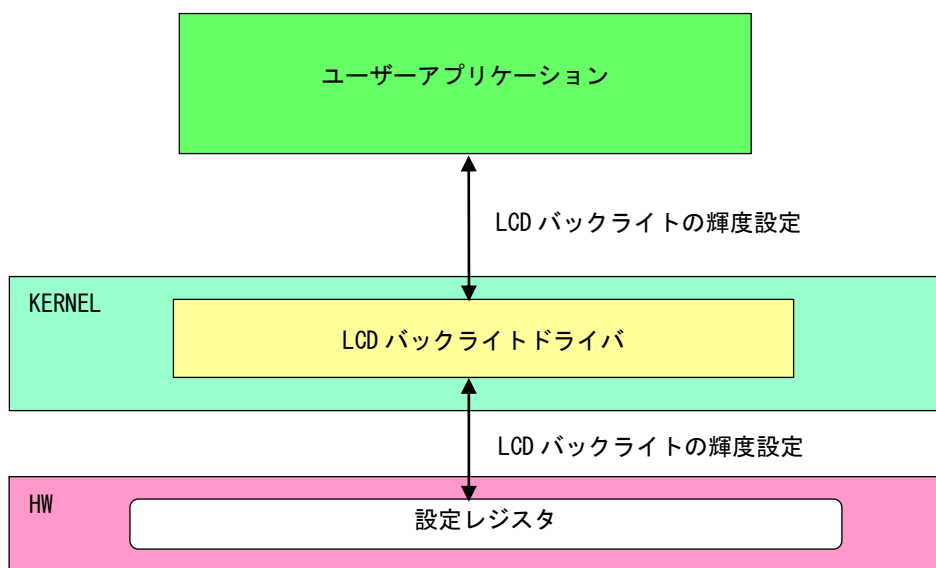 ユーザーアプリケーション
LCD バックライトの輝度設定
KERNEL
LCD バックライトドライバ
LCD バックライトの輝度設定
HW
設定レジスタ